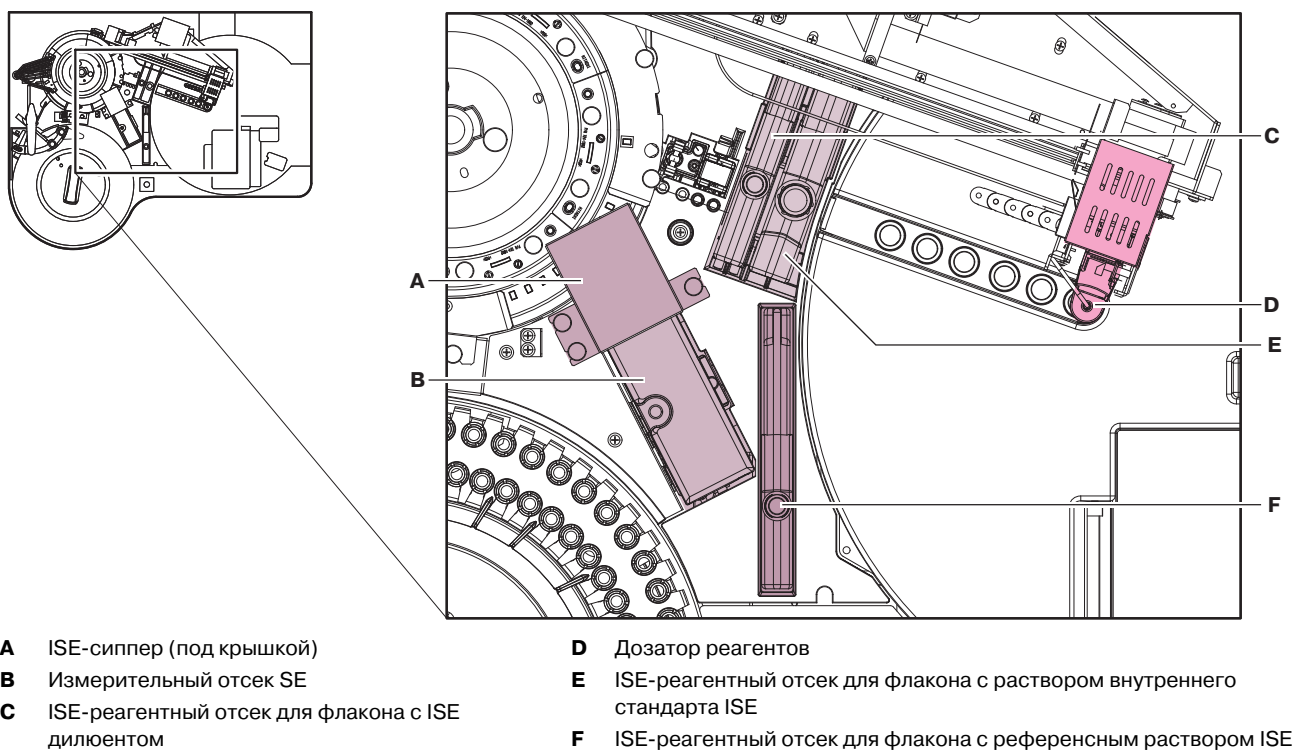 C
A
D
E
B
F
A ISE-сиппер (под крышкой)
B Измерительный отсек SE
C ISE-реагентный отсек для флакона с ISE
дилюентом
D Дозатор реагентов
E ISE-реагентный отсек для флакона с раствором внутреннего
стандарта ISE
F ISE-реагентный отсек для флакона с референсным раствором ISE